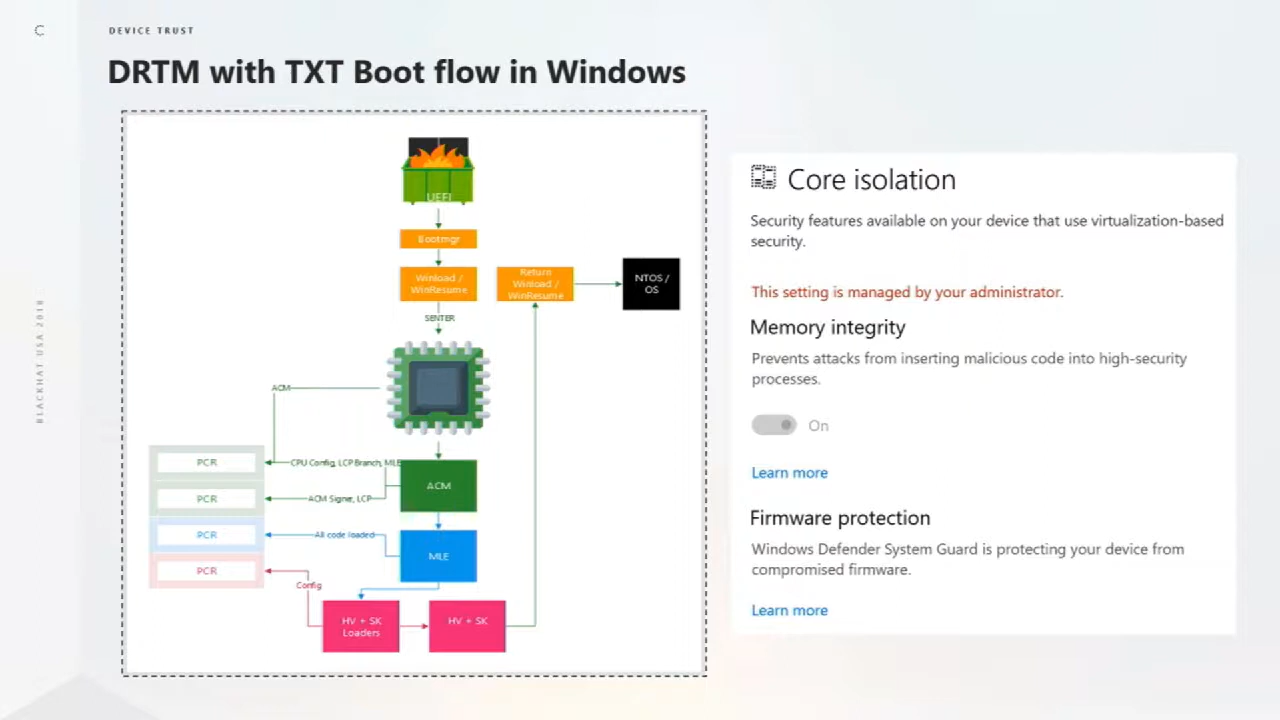 C
DEVICE TRUST
DRTM with TXT Boot flow in Windows
BLACKHAT USA 2018
UEFI
Bootmgr
Winload /
WinResume
Return
Winload /
WinResume
NTOS /
OS
SENTER
ACM
PCR
CPU Config, LCP Branch, MLE
PCR
ACM Signer, LCP
ACM
PCR
All code loaded
MLE
PCR
Config
HV + SK
Loaders
HV + SK
Core isolation
Security features available on your device that use virtualization-based
security.
This setting is managed by your administrator.
Memory integrity
Prevents attacks from inserting malicious code into high-security
processes.
On
Learn more
Firmware protection
Windows Defender System Guard is protecting your device from
compromised firmware.
Learn more